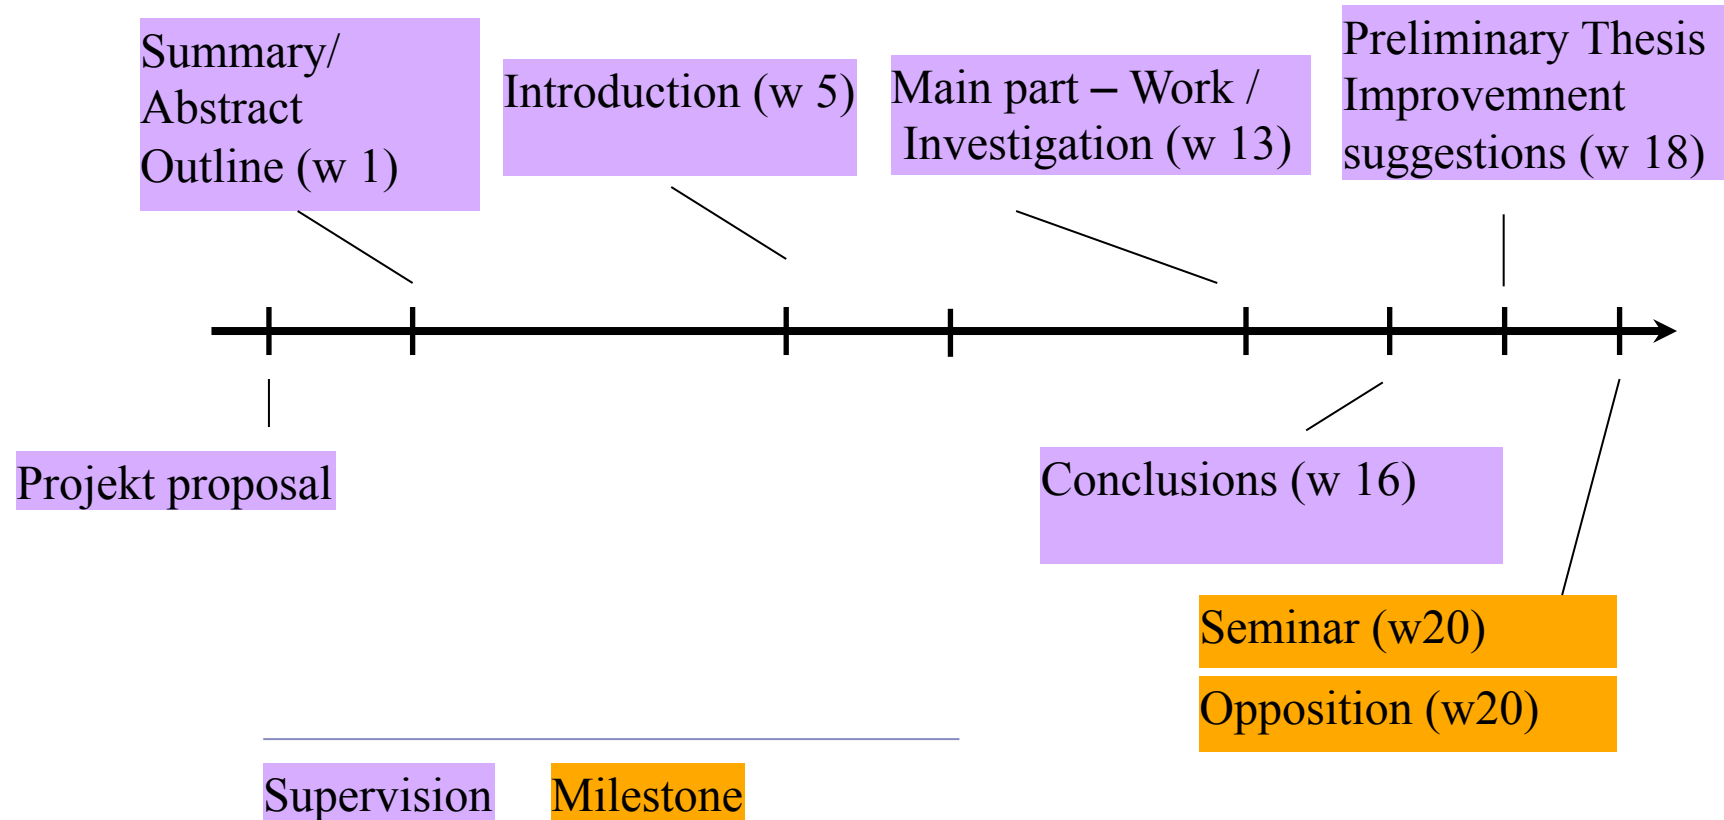 Summary/
Abstract
Outline (w 1)
Introduction (w 5)
Main part – Work /
Investigation (w 13)
Preliminary Thesis
Improvemnent
suggestions (w 18)
Projekt proposal
Conclusions (w 16)
Seminar (w20)
Opposition (w20)
Supervision
Milestone